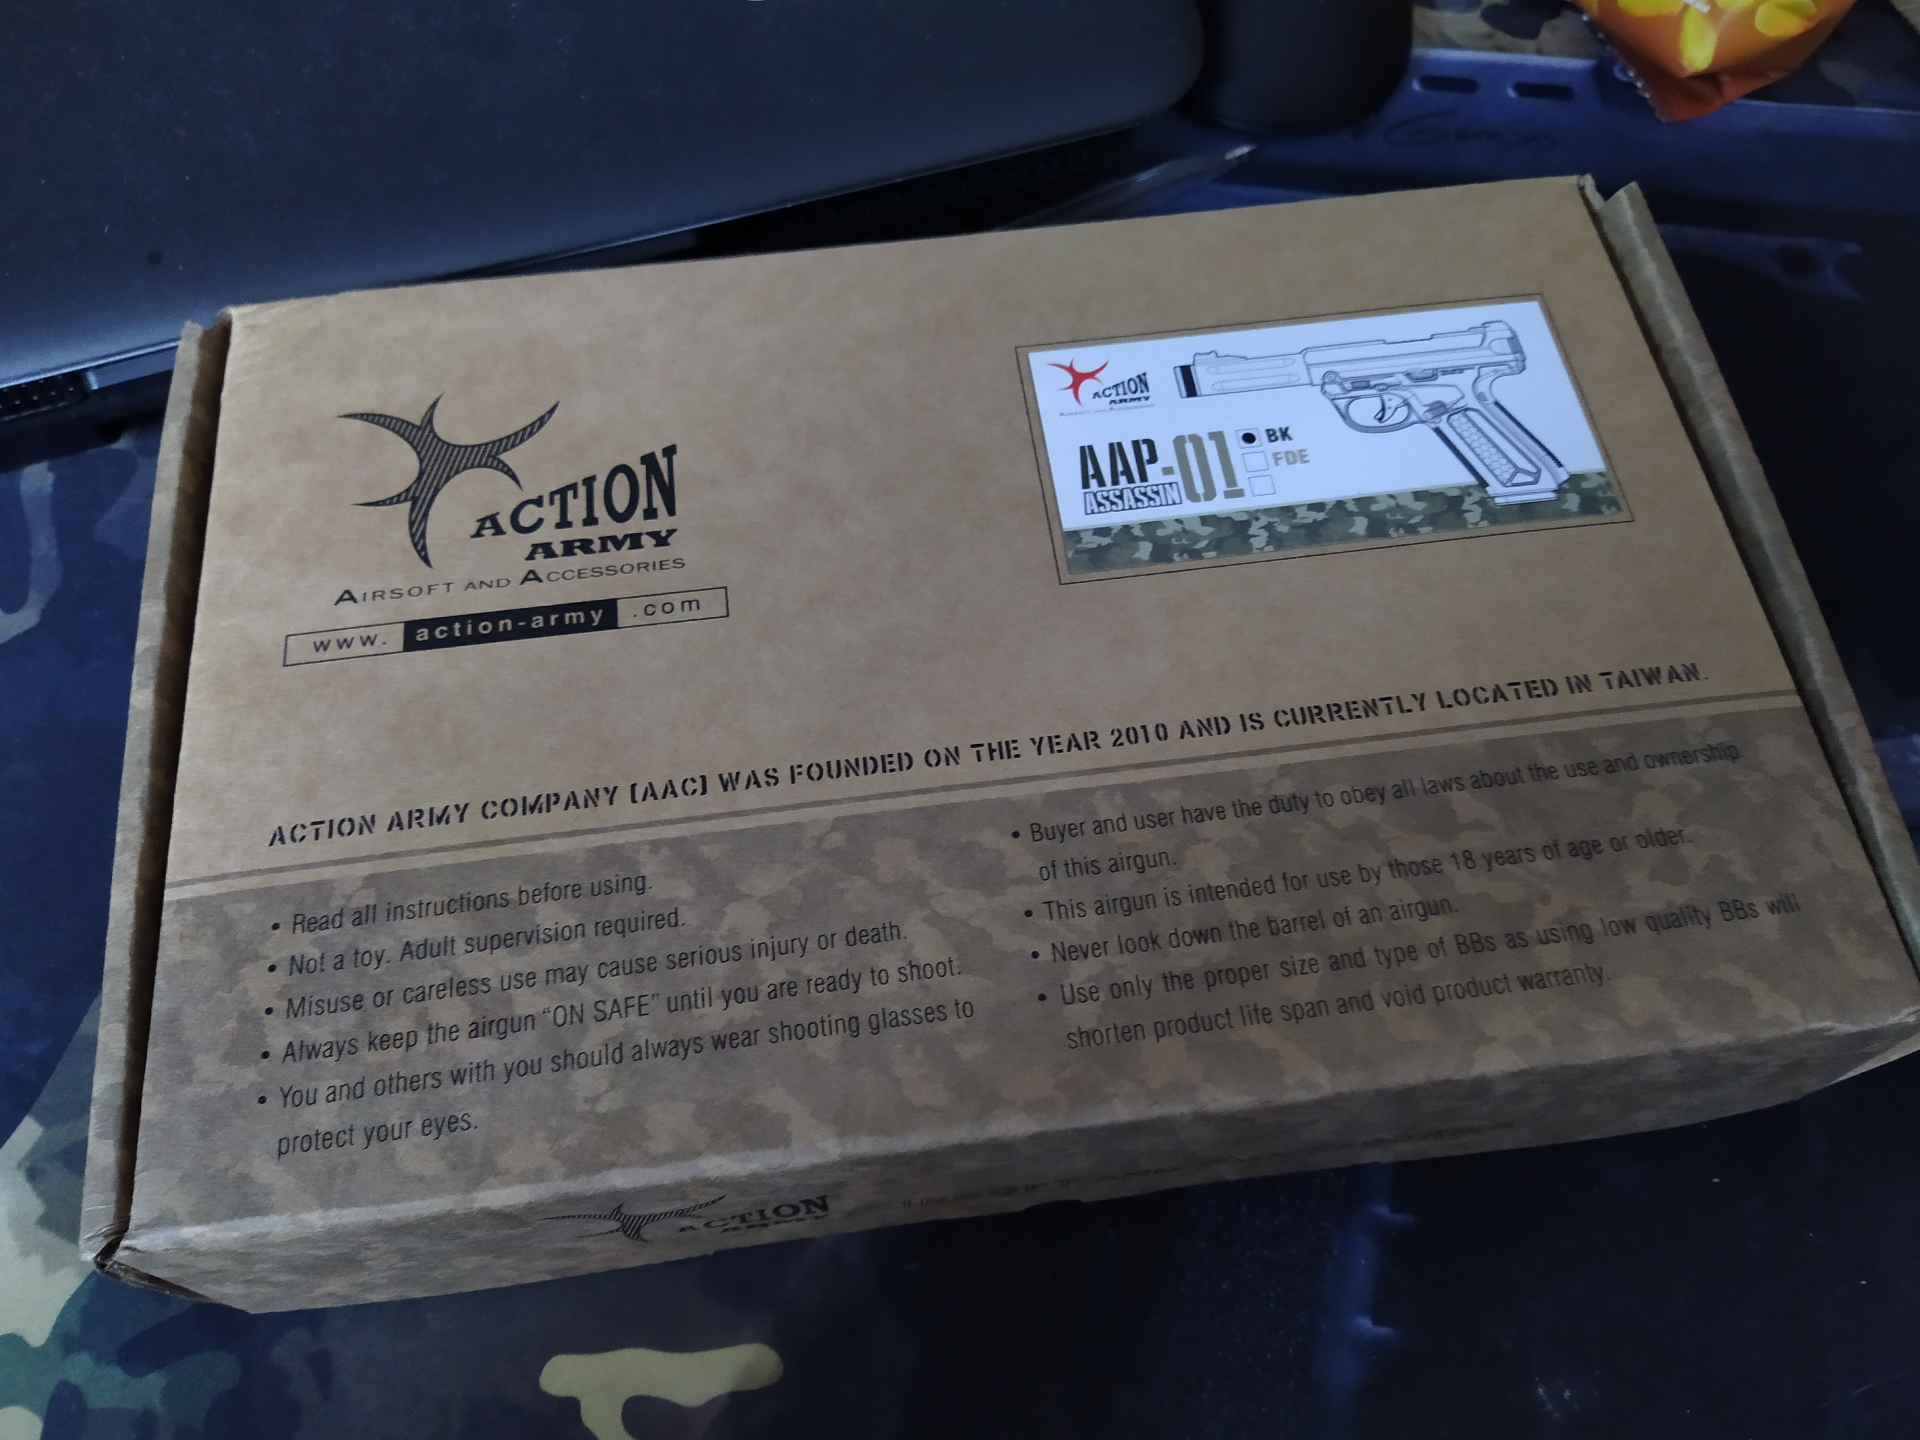 ACTION
ARMY
AIRSOFT AND ACCESSORIES
www. action-army .com
ACTION
ARMY
AAP-01
ASSASSIN
BK
FDE
ACTION ARMY COMPANY [AAC] WAS FOUNDED ON THE YEAR 2010 AND IS CURRENTLY LOCATED IN TAIWAN.
• Read all instructions before using.
• Not a toy. Adult supervision required.
• Misuse or careless use may cause serious injury or death.
• Always keep the airgun “ON SAFE” until you are ready to shoot.
• You and others with you should always wear shooting glasses to
protect your eyes.
• Buyer and user have the duty to obey all laws about the use and ownership
of this airgun.
• This airgun is intended for use by those 18 years of age or older.
• Never look down the barrel of an airgun.
• Use only the proper size and type of BBs as using low quality BBs will
shorten product life span and void product warranty.
ACTION
ARMY